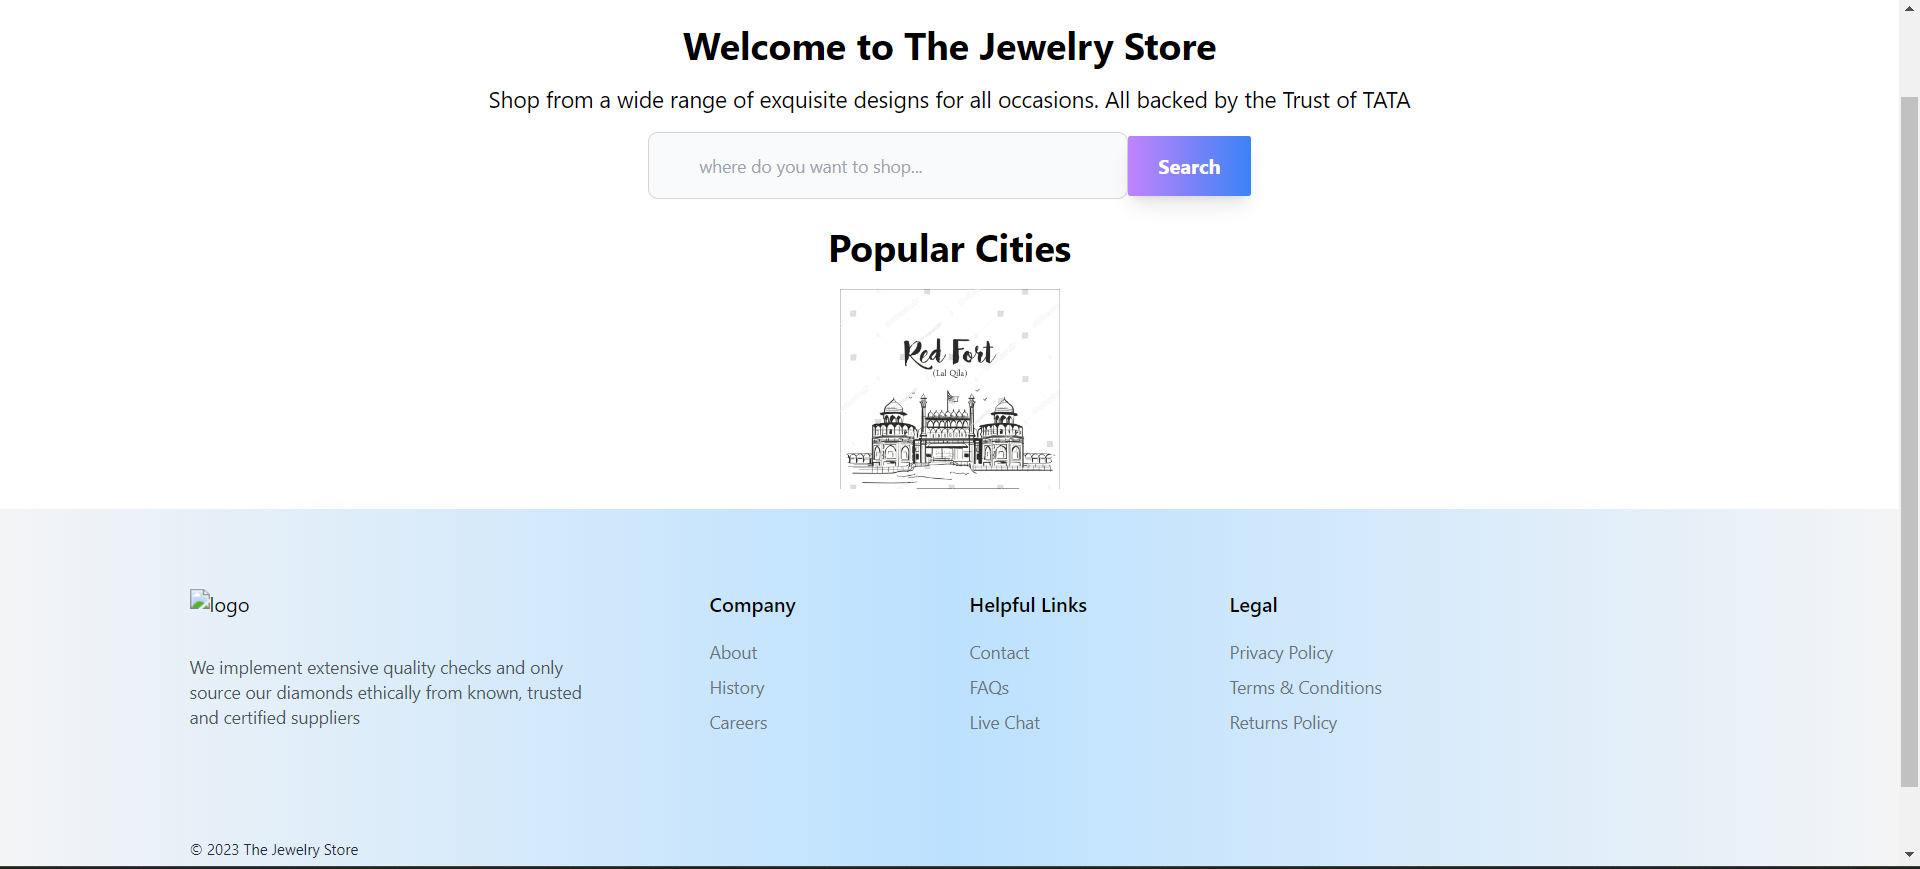 Welcome to The Jewelry Store
Shop from a wide range of exquisite designs for all occasions. All backed by the Trust of TATA
where do you want to shop...
Search
Popular Cities
Red Fort
(Lal Qila)
logo
We implement extensive quality checks and only
source our diamonds ethically from known, trusted
and certified suppliers
Company
About
History
Careers
Helpful Links
Contact
FAQs
Live Chat
Legal
Privacy Policy
Terms & Conditions
Returns Policy
© 2023 The Jewelry Store